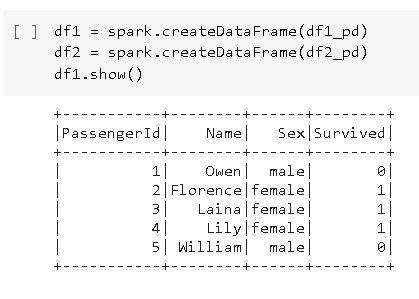 [ ] df1 = spark.createDataFrame(df1_pd)
df2 = spark.createDataFrame(df2_pd)
df1.show()
+-----------+--------+------+--------+
|PassengerId|    Name|   Sex|Survived|
+-----------+--------+------+--------+
|          1|    Owen|  male|       0|
|          2|Florence|female|       1|
|          3|   Laina|female|       1|
|          4|    Lily|female|       1|
|          5| William|  male|       0|
+-----------+--------+------+--------+